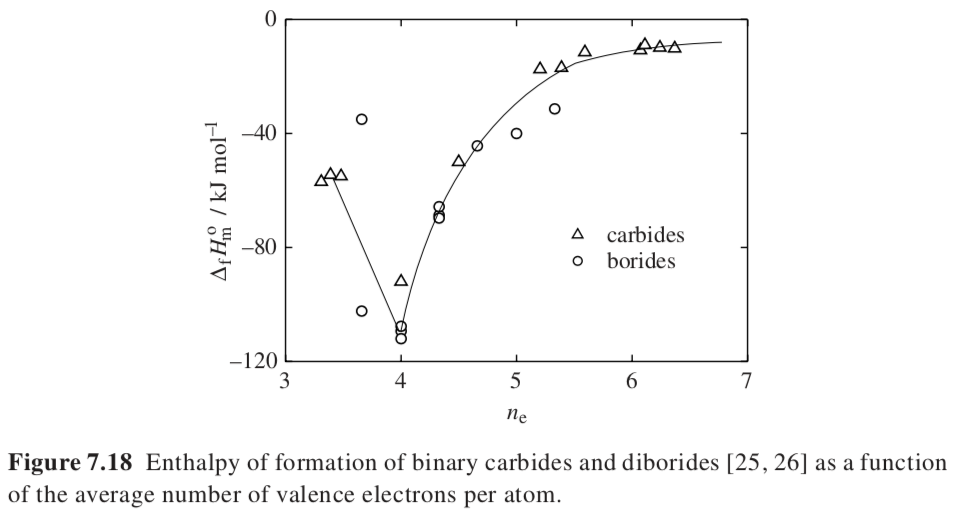 0
−40
−80
−120
Δ_f H_m^o / kJ mol⁻¹
carbides
borides
3 4 5 6 7
n_e
Figure 7.18 Enthalpy of formation of binary carbides and diborides [25, 26] as a function
of the average number of valence electrons per atom.